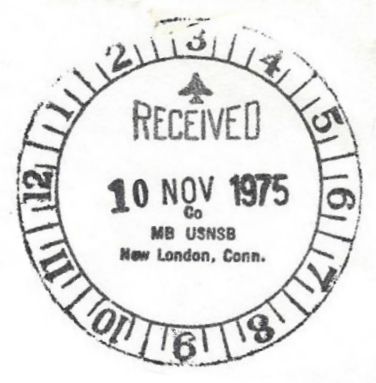 1 2 3 4 5 6 7 8 9 10 11 12
RECEIVED
10 NOV 1975
Co
MB USNSB
New London, Conn.